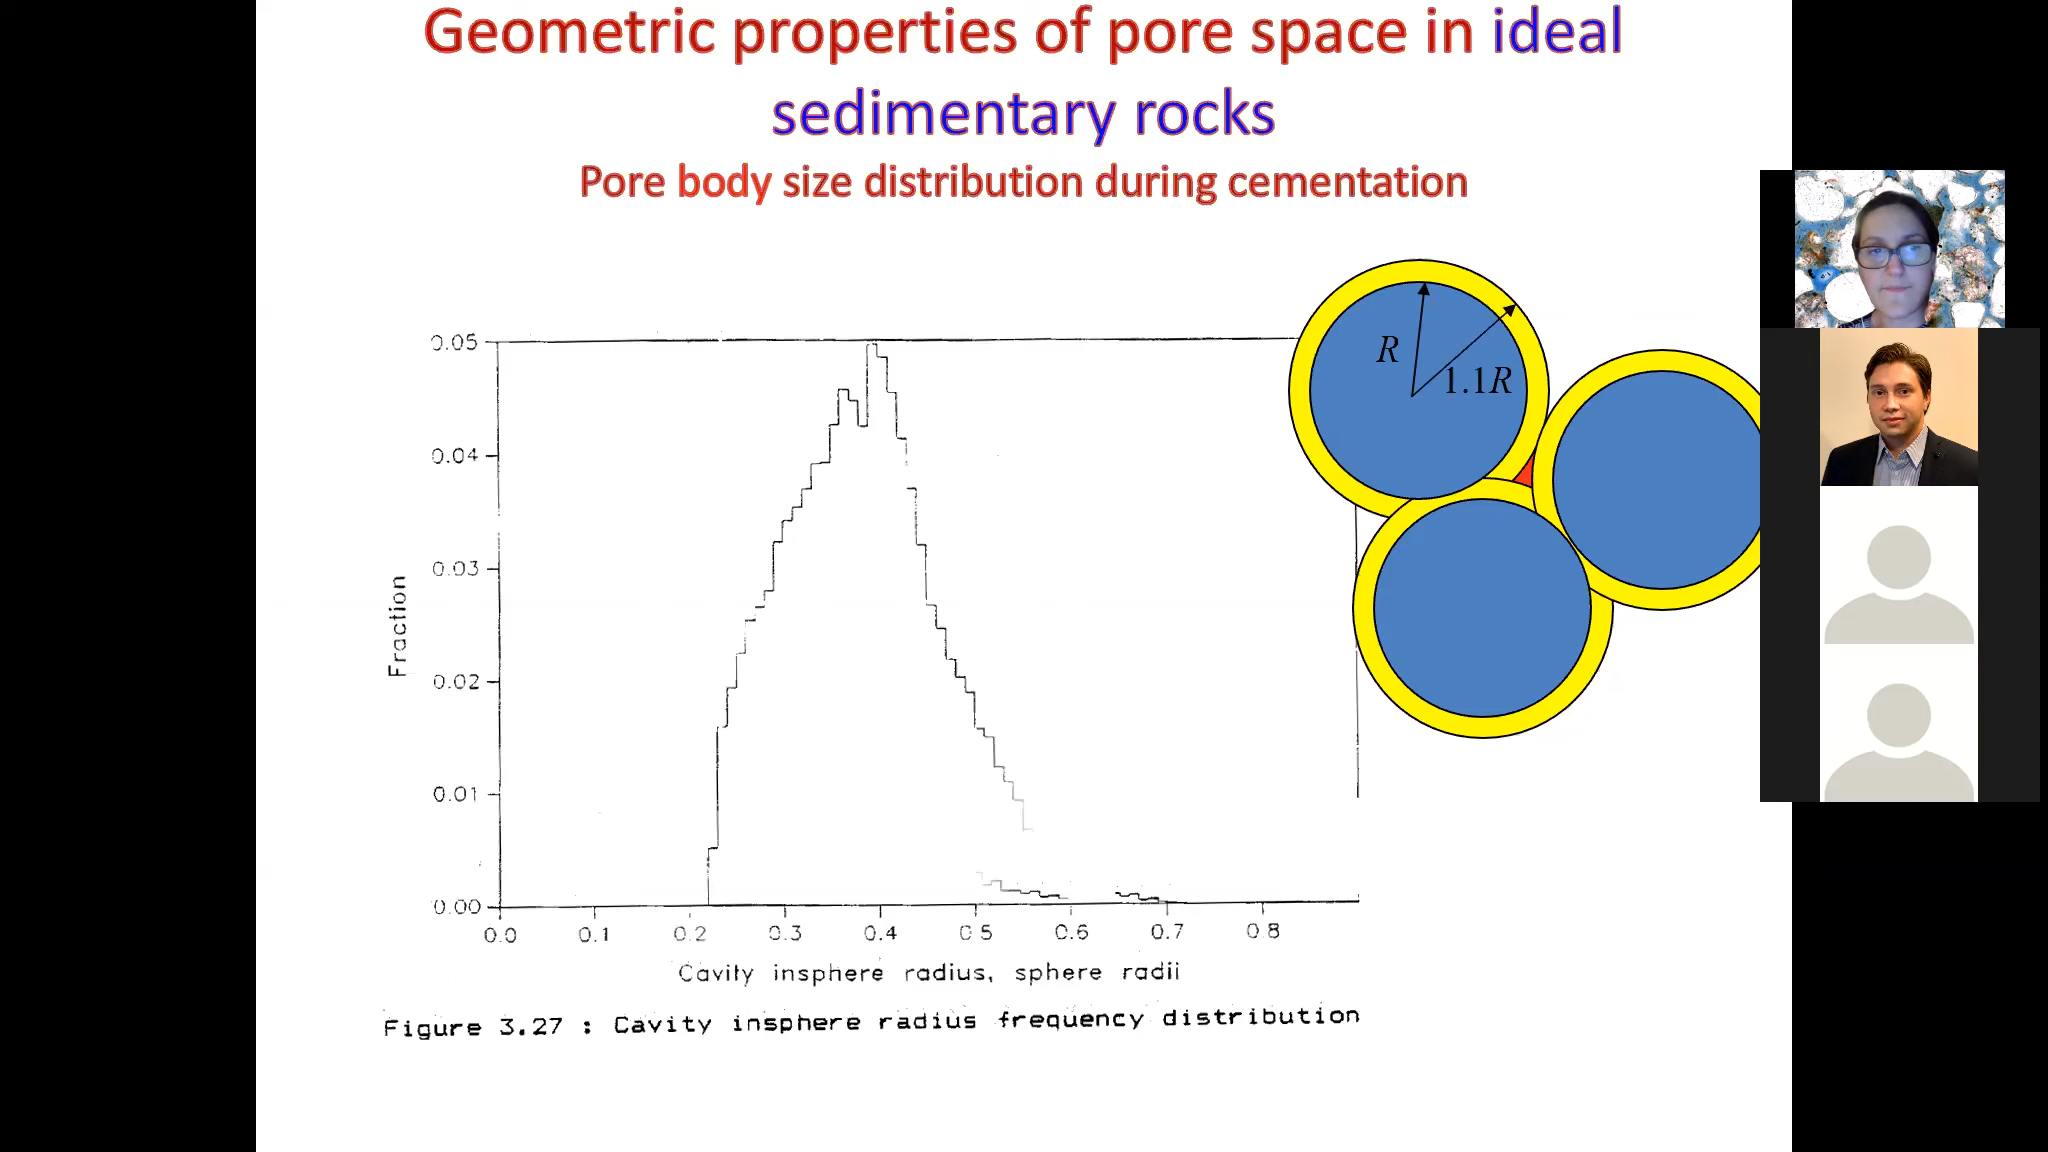 Geometric properties of pore space in ideal
sedimentary rocks
Pore body size distribution during cementation
R
1.1R
0.05
0.04
0.03
0.02
0.01
0.00
Fraction
0.0 0.1 0.2 0.3 0.4 0.5 0.6 0.7 0.8
Cavity insphere radius, sphere radii
Figure 3.27 : Cavity insphere radius frequency distribution